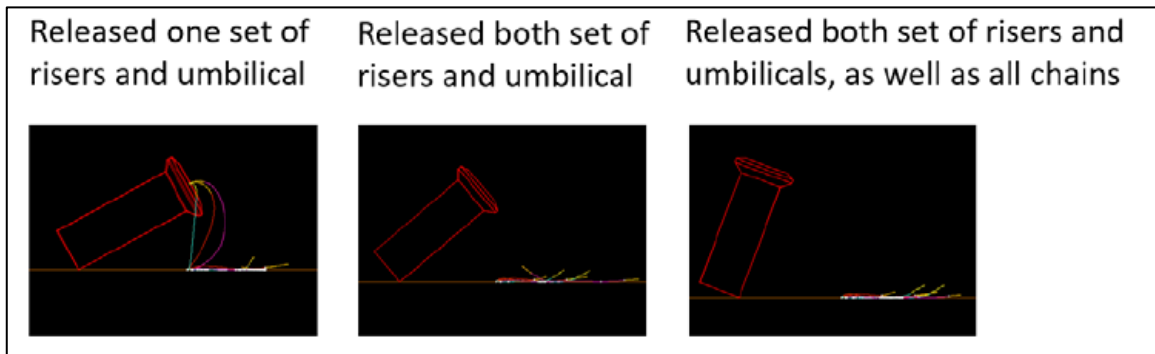 Released one set of
risers and umbilical
Released both set of
risers and umbilical
Released both set of risers and
umbilicals, as well as all chains